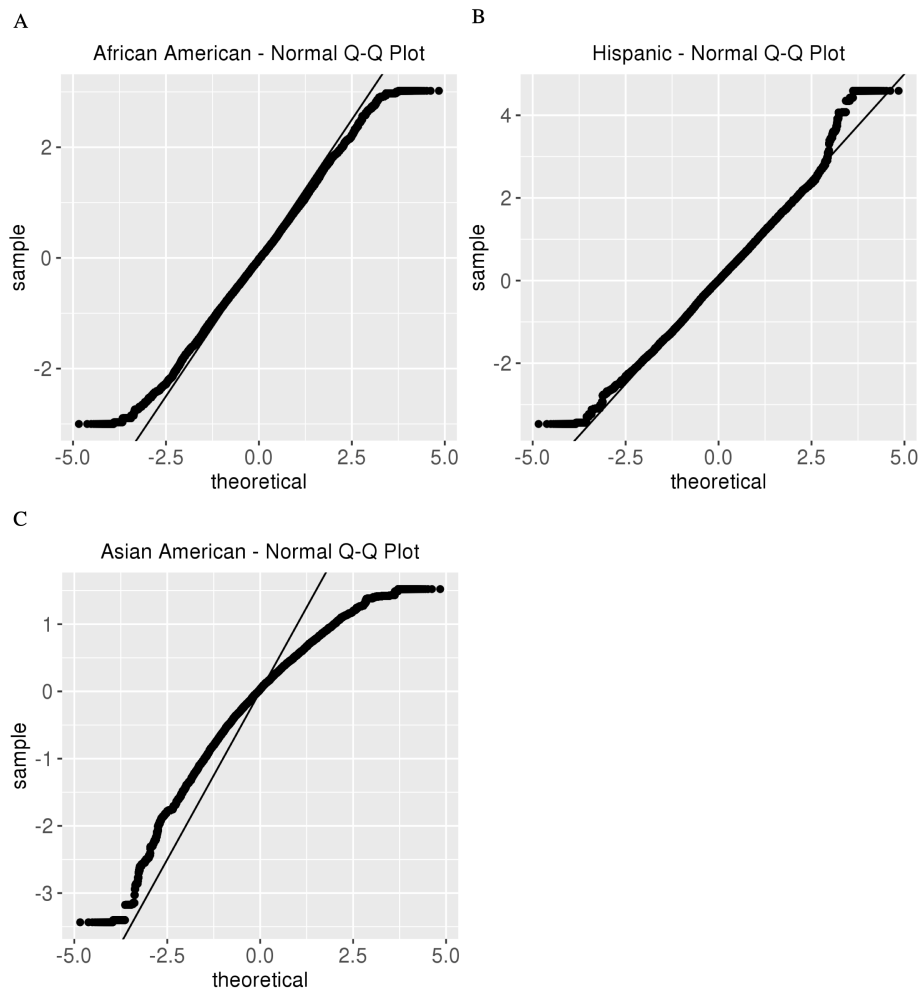 A
African American - Normal Q-Q Plot
2
0
-2
sample
-5.0 -2.5 0.0 2.5 5.0
theoretical
B
Hispanic - Normal Q-Q Plot
4
2
0
-2
sample
-5.0 -2.5 0.0 2.5 5.0
theoretical
C
Asian American - Normal Q-Q Plot
1
0
-1
-2
-3
sample
-5.0 -2.5 0.0 2.5 5.0
theoretical